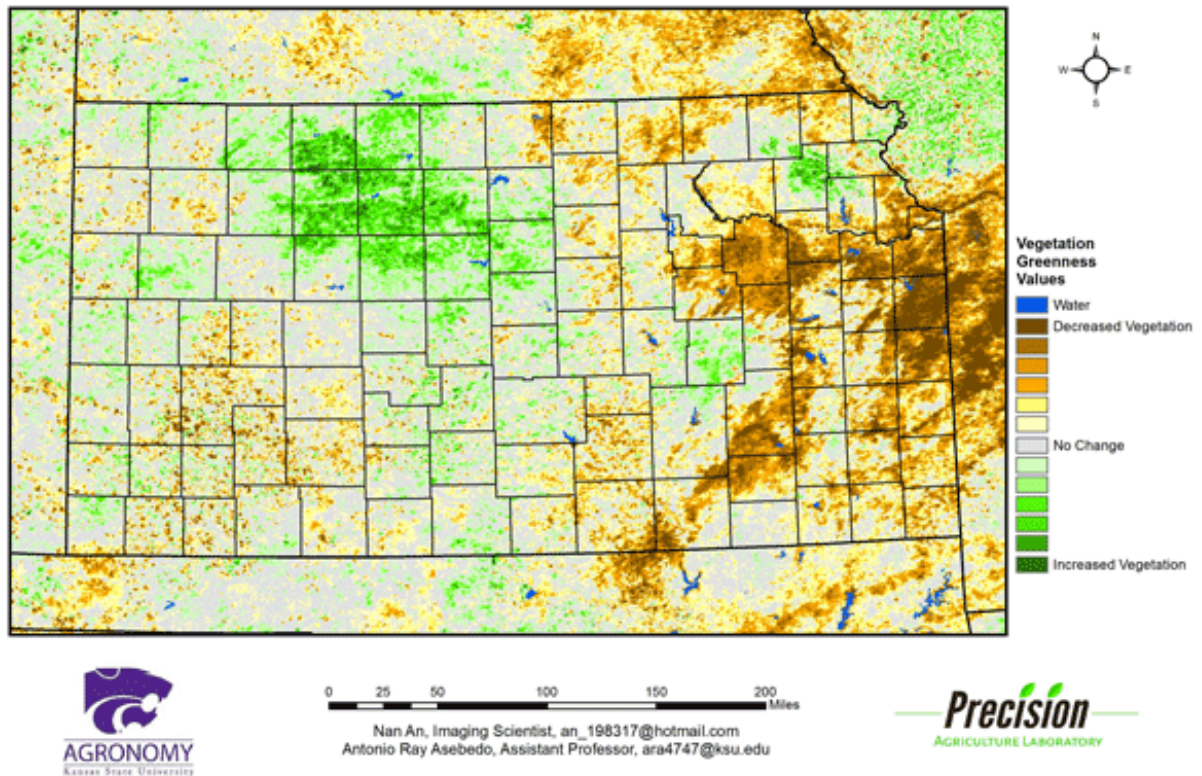 N
W
E
S
Vegetation
Greenness
Values
Water
Decreased Vegetation
No Change
Increased Vegetation
0 25 50 100 150 200
Miles
Nan An, Imaging Scientist, an_198317@hotmail.com
Antonio Ray Asebedo, Assistant Professor, ara4747@ksu.edu
AGRONOMY
Kansas State University
Precision
AGRICULTURE LABORATORY